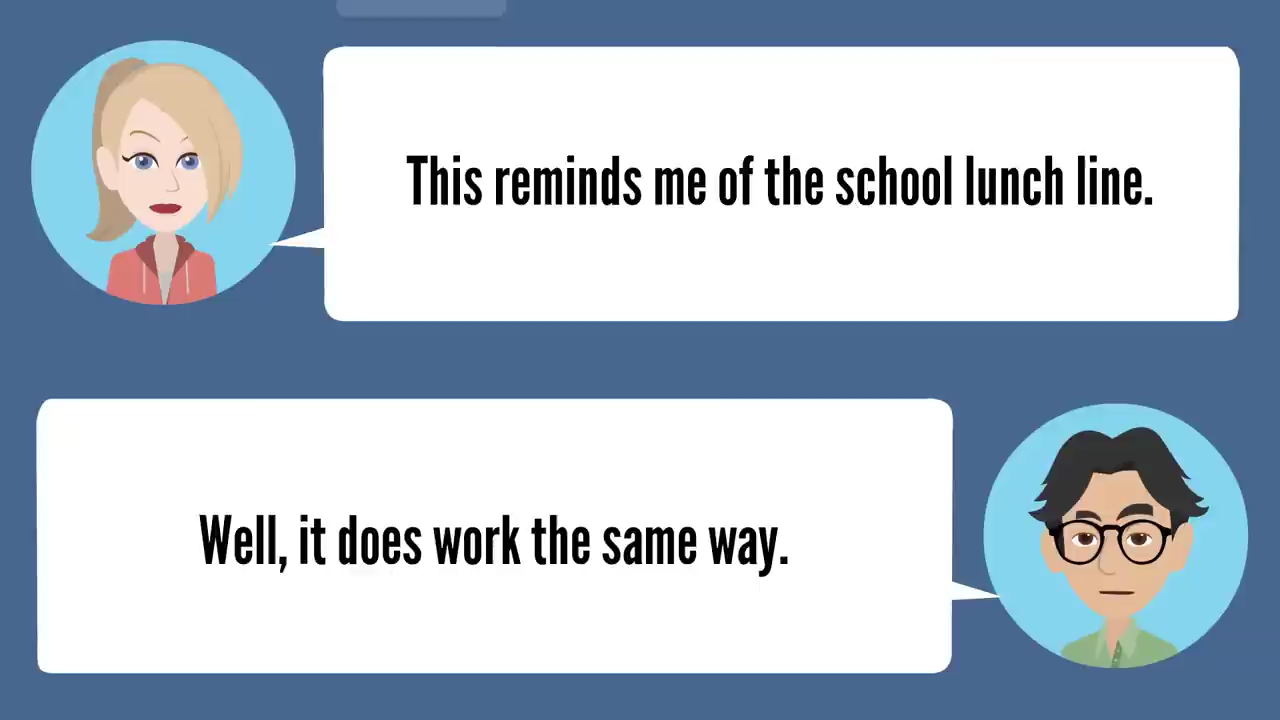 This reminds me of the school lunch line.
Well, it does work the same way.